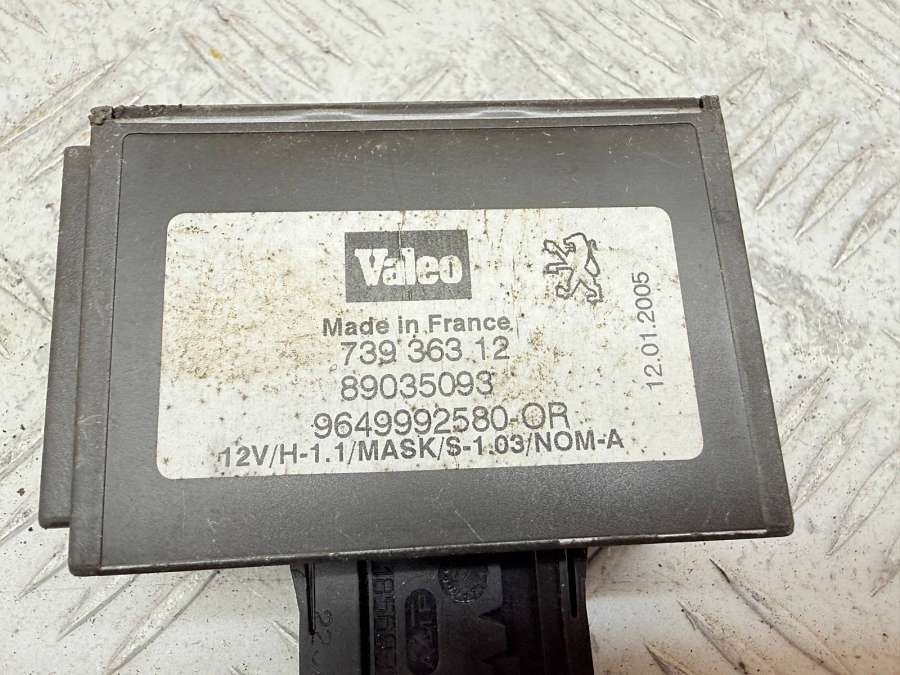 Valeo
Made in France
739 363 12
89035093
9649992580-OR
12V/H-1.1/MASK/S-1.03/NOM-A
12.01.2005